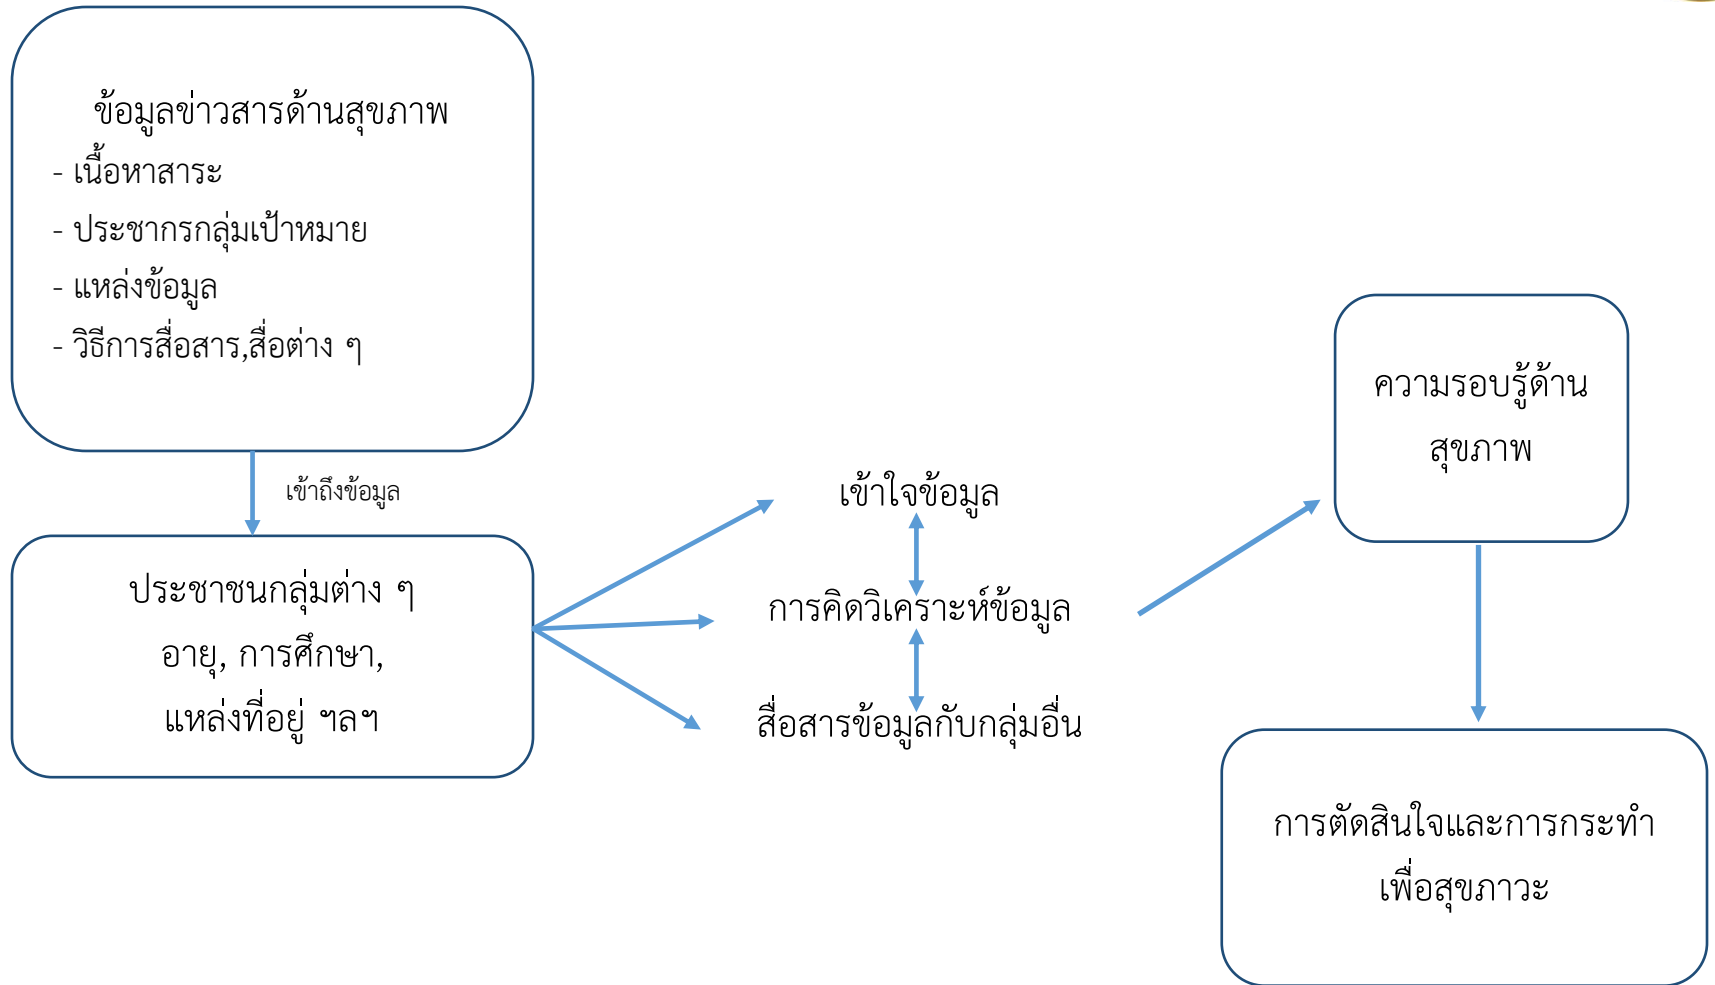 ข้อมูลข่าวสารด้านสุขภาพ
- เนื้อหาสาระ
- ประชากรกลุ่มเป้าหมาย
- แหล่งข้อมูล
- วิธีการสื่อสาร,สื่อต่าง ๆ
เข้าถึงข้อมูล
ประชาชนกลุ่มต่าง ๆ
อายุ, การศึกษา,
แหล่งที่อยู่ ฯลฯ
เข้าใจข้อมูล
การคิดวิเคราะห์ข้อมูล
สื่อสารข้อมูลกับกลุ่มอื่น
ความรอบรู้ด้าน
สุขภาพ
การตัดสินใจและการกระทำ
เพื่อสุขภาวะ